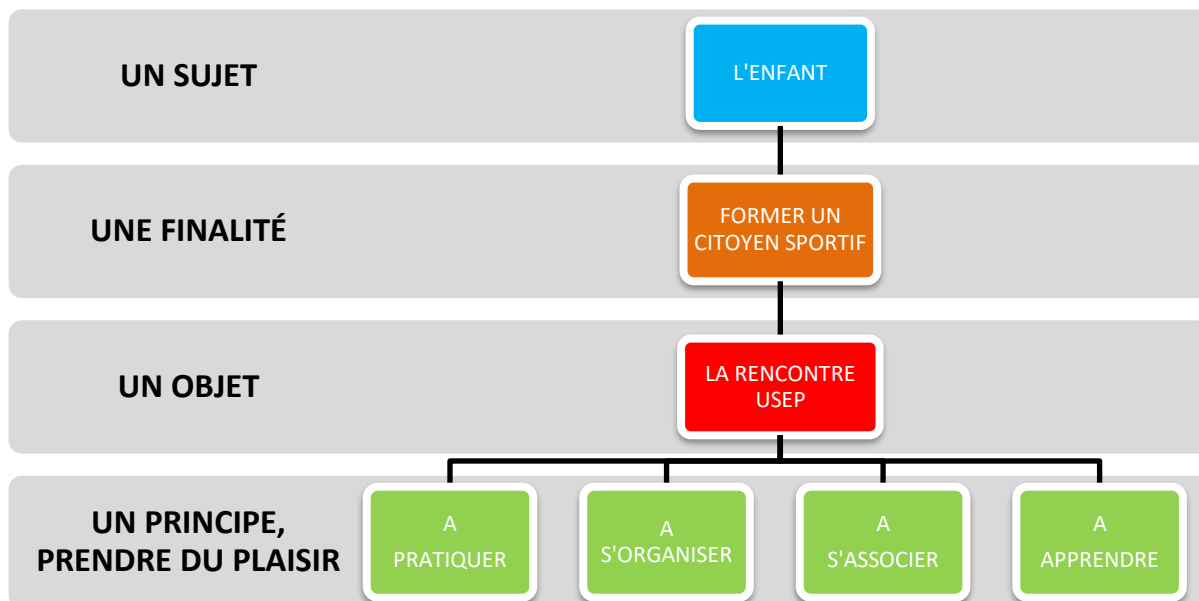 UN SUJET
L'ENFANT
UNE FINALITÉ
FORMER UN
CITOYEN SPORTIF
UN OBJET
LA RENCONTRE
USEP
UN PRINCIPE,
PRENDRE DU PLAISIR
A
PRATIQUER
A
S'ORGANISER
A
S'ASSOCIER
A
APPRENDRE